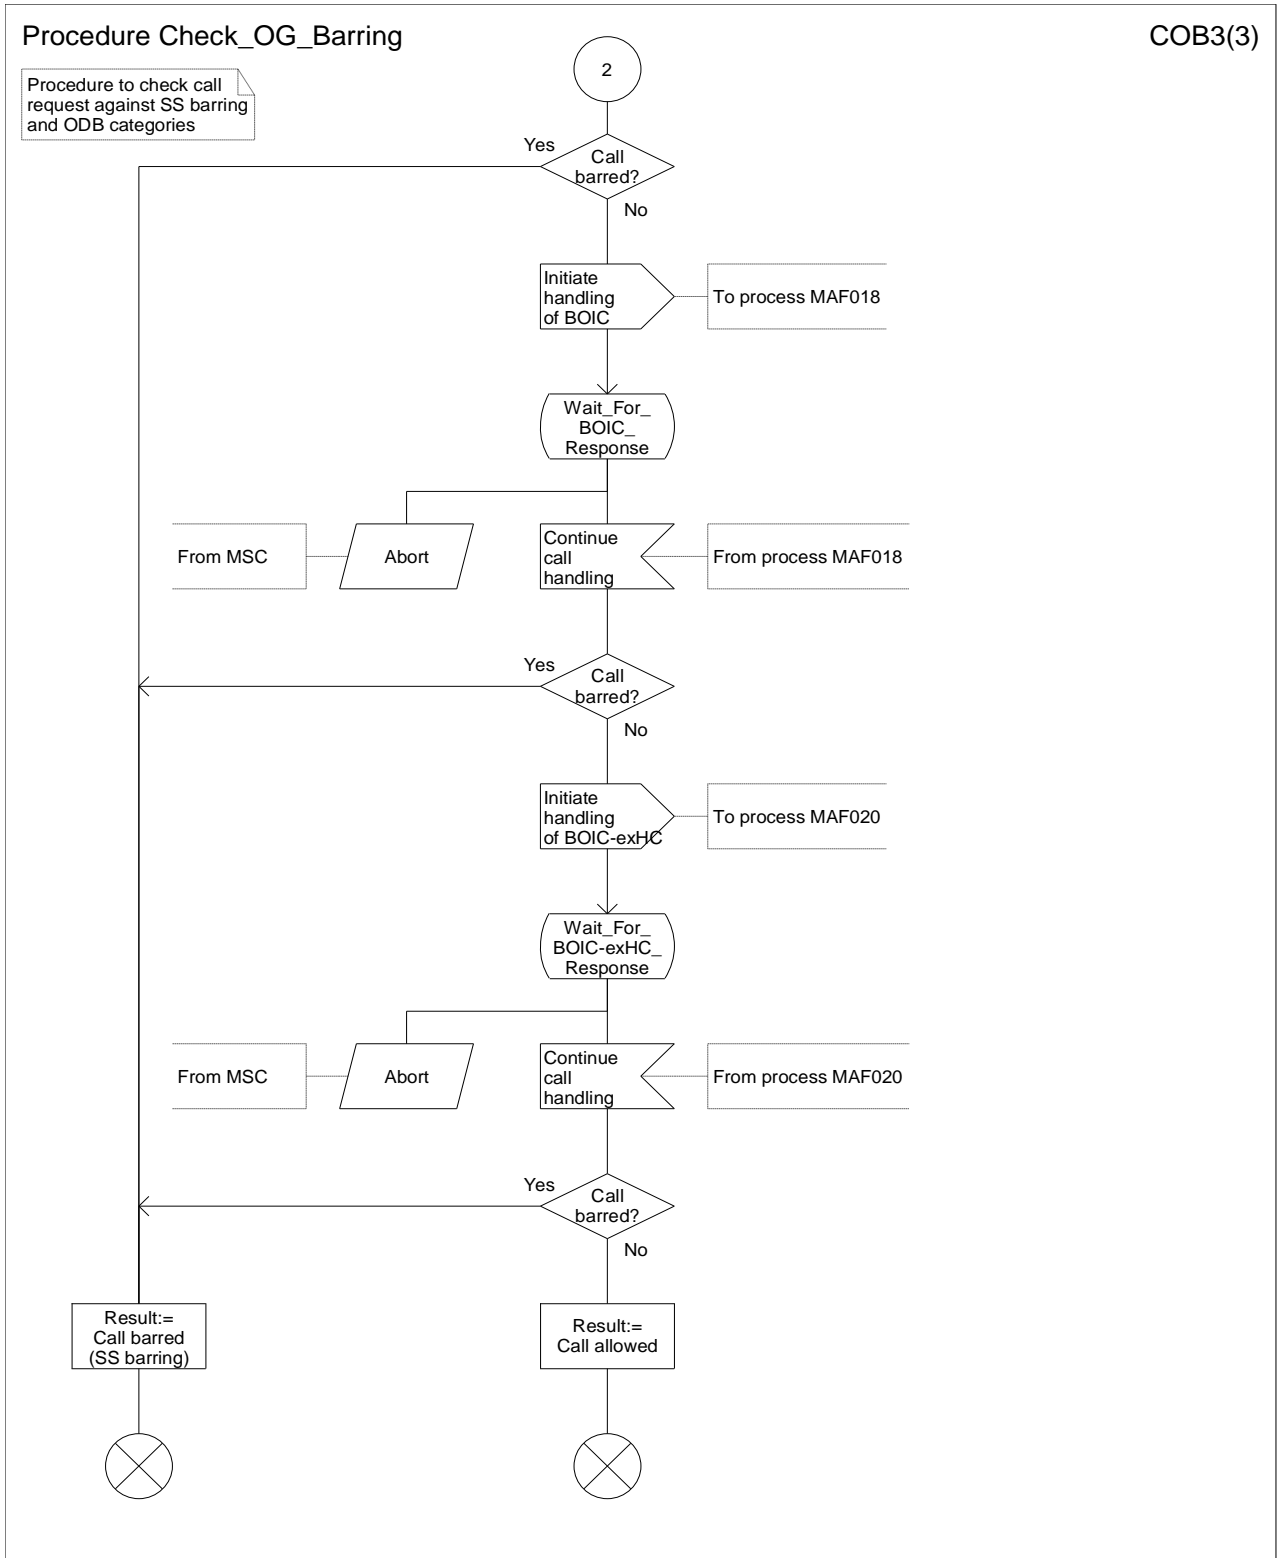 Procedure Check_OG_Barring
COB3(3)
Procedure to check call
request against SS barring
and ODB categories
2
Yes
Call
barred?
No
Initiate
handling
of BOIC
To process MAF018
Wait_For_
BOIC_
Response
From MSC
Abort
Continue
call
handling
From process MAF018
Yes
Call
barred?
No
Initiate
handling
of BOIC-exHC
To process MAF020
Wait_For_
BOIC-exHC_
Response
From MSC
Abort
Continue
call
handling
From process MAF020
Yes
Call
barred?
No
Result:=
Call barred
(SS barring)
Result:=
Call allowed